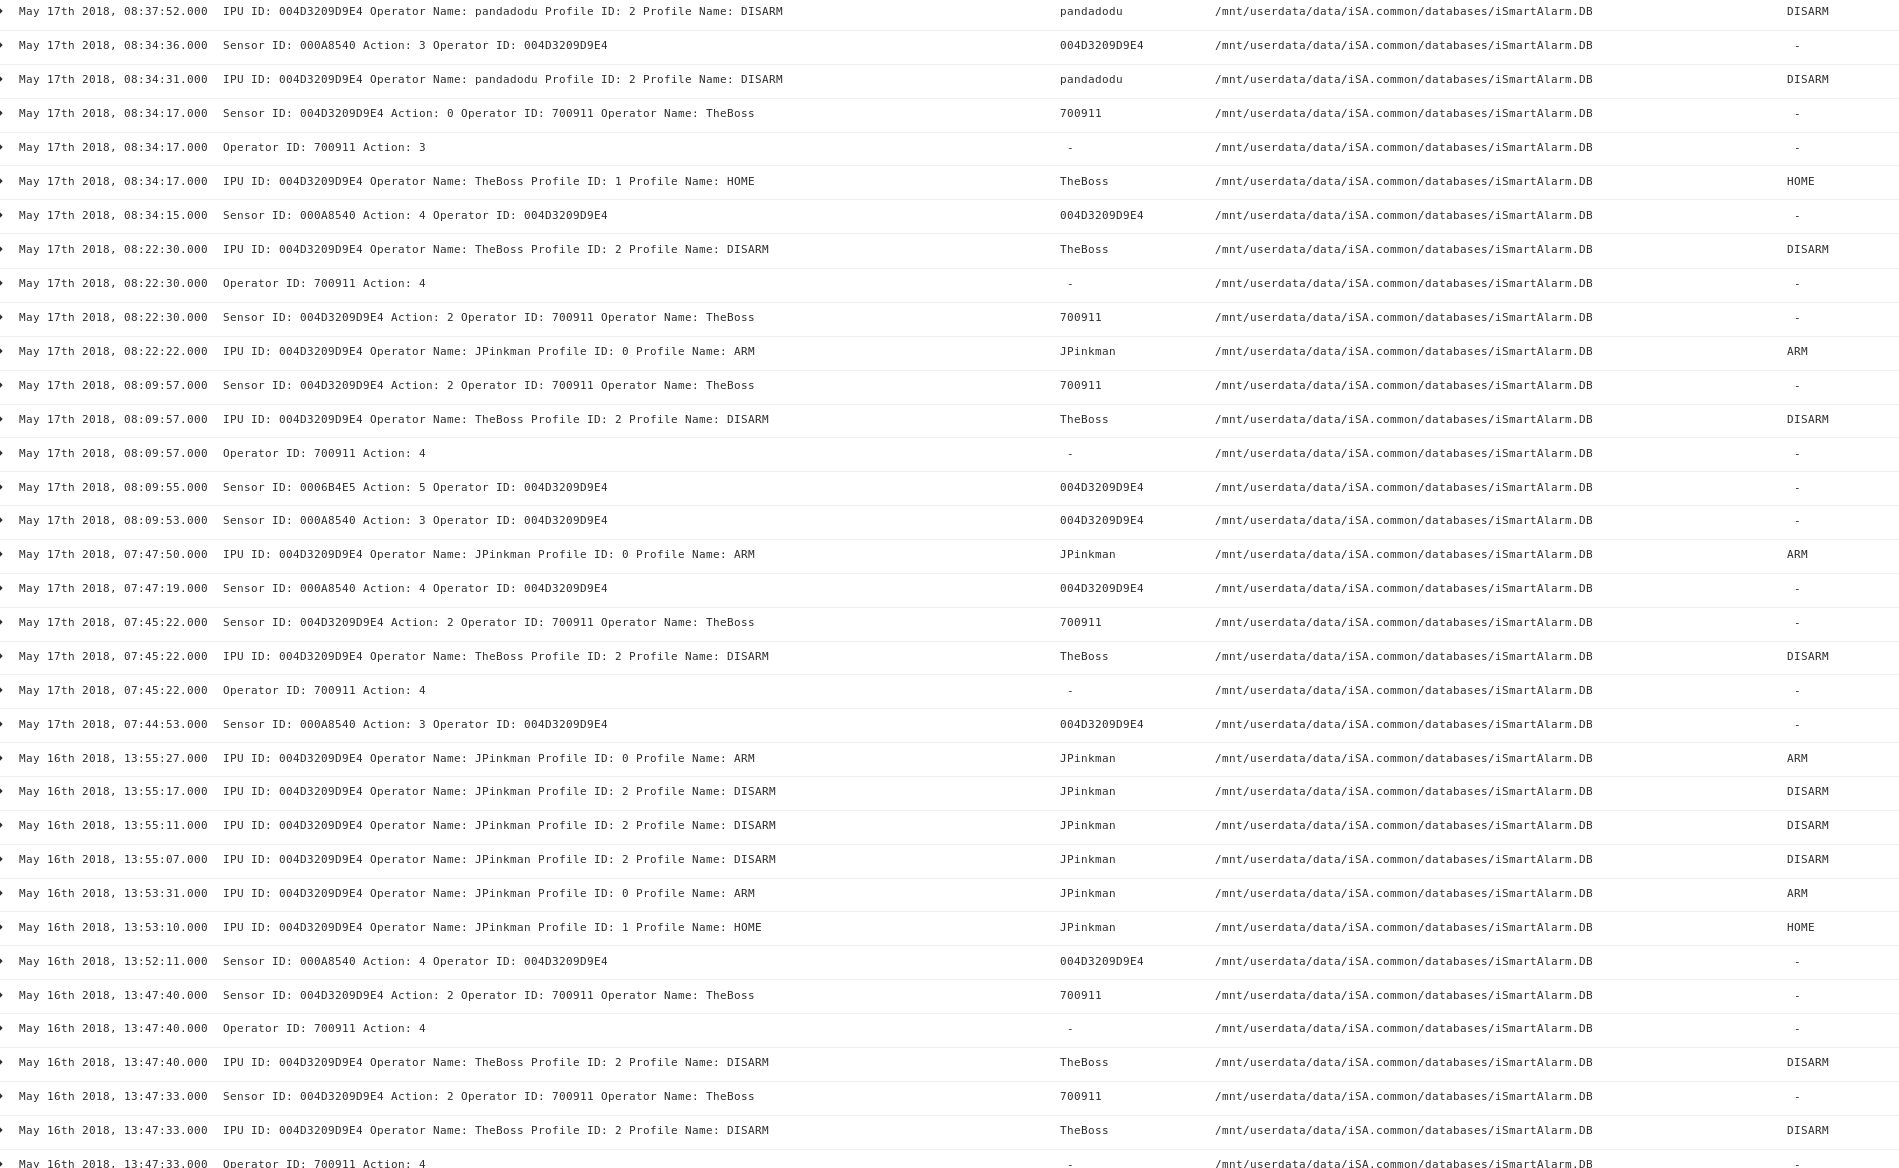 May 17th 2018, 08:37:52.000 IPU ID: 004D3209D9E4 Operator Name: pandadodu Profile ID: 2 Profile Name: DISARM pandadodu /mnt/userdata/data/iSA.common/databases/iSmartAlarm.DB DISARM
May 17th 2018, 08:34:36.000 Sensor ID: 000A8540 Action: 3 Operator ID: 004D3209D9E4 004D3209D9E4 /mnt/userdata/data/iSA.common/databases/iSmartAlarm.DB -
May 17th 2018, 08:34:31.000 IPU ID: 004D3209D9E4 Operator Name: pandadodu Profile ID: 2 Profile Name: DISARM pandadodu /mnt/userdata/data/iSA.common/databases/iSmartAlarm.DB DISARM
May 17th 2018, 08:34:17.000 Sensor ID: 004D3209D9E4 Action: 0 Operator ID: 700911 Operator Name: TheBoss 700911 /mnt/userdata/data/iSA.common/databases/iSmartAlarm.DB -
May 17th 2018, 08:34:17.000 Operator ID: 700911 Action: 3 - /mnt/userdata/data/iSA.common/databases/iSmartAlarm.DB -
May 17th 2018, 08:34:17.000 IPU ID: 004D3209D9E4 Operator Name: TheBoss Profile ID: 1 Profile Name: HOME TheBoss /mnt/userdata/data/iSA.common/databases/iSmartAlarm.DB HOME
May 17th 2018, 08:34:15.000 Sensor ID: 000A8540 Action: 4 Operator ID: 004D3209D9E4 004D3209D9E4 /mnt/userdata/data/iSA.common/databases/iSmartAlarm.DB -
May 17th 2018, 08:22:30.000 IPU ID: 004D3209D9E4 Operator Name: TheBoss Profile ID: 2 Profile Name: DISARM TheBoss /mnt/userdata/data/iSA.common/databases/iSmartAlarm.DB DISARM
May 17th 2018, 08:22:30.000 Operator ID: 700911 Action: 4 - /mnt/userdata/data/iSA.common/databases/iSmartAlarm.DB -
May 17th 2018, 08:22:30.000 Sensor ID: 004D3209D9E4 Action: 2 Operator ID: 700911 Operator Name: TheBoss 700911 /mnt/userdata/data/iSA.common/databases/iSmartAlarm.DB -
May 17th 2018, 08:22:22.000 IPU ID: 004D3209D9E4 Operator Name: JPinkman Profile ID: 0 Profile Name: ARM JPinkman /mnt/userdata/data/iSA.common/databases/iSmartAlarm.DB ARM
May 17th 2018, 08:09:57.000 Sensor ID: 004D3209D9E4 Action: 2 Operator ID: 700911 Operator Name: TheBoss 700911 /mnt/userdata/data/iSA.common/databases/iSmartAlarm.DB -
May 17th 2018, 08:09:57.000 IPU ID: 004D3209D9E4 Operator Name: TheBoss Profile ID: 2 Profile Name: DISARM TheBoss /mnt/userdata/data/iSA.common/databases/iSmartAlarm.DB DISARM
May 17th 2018, 08:09:57.000 Operator ID: 700911 Action: 4 - /mnt/userdata/data/iSA.common/databases/iSmartAlarm.DB -
May 17th 2018, 08:09:55.000 Sensor ID: 0006B4E5 Action: 5 Operator ID: 004D3209D9E4 004D3209D9E4 /mnt/userdata/data/iSA.common/databases/iSmartAlarm.DB -
May 17th 2018, 08:09:53.000 Sensor ID: 000A8540 Action: 3 Operator ID: 004D3209D9E4 004D3209D9E4 /mnt/userdata/data/iSA.common/databases/iSmartAlarm.DB -
May 17th 2018, 07:47:50.000 IPU ID: 004D3209D9E4 Operator Name: JPinkman Profile ID: 0 Profile Name: ARM JPinkman /mnt/userdata/data/iSA.common/databases/iSmartAlarm.DB ARM
May 17th 2018, 07:47:19.000 Sensor ID: 000A8540 Action: 4 Operator ID: 004D3209D9E4 004D3209D9E4 /mnt/userdata/data/iSA.common/databases/iSmartAlarm.DB -
May 17th 2018, 07:45:22.000 Sensor ID: 004D3209D9E4 Action: 2 Operator ID: 700911 Operator Name: TheBoss 700911 /mnt/userdata/data/iSA.common/databases/iSmartAlarm.DB -
May 17th 2018, 07:45:22.000 IPU ID: 004D3209D9E4 Operator Name: TheBoss Profile ID: 2 Profile Name: DISARM TheBoss /mnt/userdata/data/iSA.common/databases/iSmartAlarm.DB DISARM
May 17th 2018, 07:45:22.000 Operator ID: 700911 Action: 4 - /mnt/userdata/data/iSA.common/databases/iSmartAlarm.DB -
May 17th 2018, 07:44:53.000 Sensor ID: 000A8540 Action: 3 Operator ID: 004D3209D9E4 004D3209D9E4 /mnt/userdata/data/iSA.common/databases/iSmartAlarm.DB -
May 16th 2018, 13:55:27.000 IPU ID: 004D3209D9E4 Operator Name: JPinkman Profile ID: 0 Profile Name: ARM JPinkman /mnt/userdata/data/iSA.common/databases/iSmartAlarm.DB ARM
May 16th 2018, 13:55:17.000 IPU ID: 004D3209D9E4 Operator Name: JPinkman Profile ID: 2 Profile Name: DISARM JPinkman /mnt/userdata/data/iSA.common/databases/iSmartAlarm.DB DISARM
May 16th 2018, 13:55:11.000 IPU ID: 004D3209D9E4 Operator Name: JPinkman Profile ID: 2 Profile Name: DISARM JPinkman /mnt/userdata/data/iSA.common/databases/iSmartAlarm.DB DISARM
May 16th 2018, 13:55:07.000 IPU ID: 004D3209D9E4 Operator Name: JPinkman Profile ID: 2 Profile Name: DISARM JPinkman /mnt/userdata/data/iSA.common/databases/iSmartAlarm.DB DISARM
May 16th 2018, 13:53:31.000 IPU ID: 004D3209D9E4 Operator Name: JPinkman Profile ID: 0 Profile Name: ARM JPinkman /mnt/userdata/data/iSA.common/databases/iSmartAlarm.DB ARM
May 16th 2018, 13:53:10.000 IPU ID: 004D3209D9E4 Operator Name: JPinkman Profile ID: 1 Profile Name: HOME JPinkman /mnt/userdata/data/iSA.common/databases/iSmartAlarm.DB HOME
May 16th 2018, 13:52:11.000 Sensor ID: 000A8540 Action: 4 Operator ID: 004D3209D9E4 004D3209D9E4 /mnt/userdata/data/iSA.common/databases/iSmartAlarm.DB -
May 16th 2018, 13:47:40.000 Sensor ID: 004D3209D9E4 Action: 2 Operator ID: 700911 Operator Name: TheBoss 700911 /mnt/userdata/data/iSA.common/databases/iSmartAlarm.DB -
May 16th 2018, 13:47:40.000 Operator ID: 700911 Action: 4 - /mnt/userdata/data/iSA.common/databases/iSmartAlarm.DB -
May 16th 2018, 13:47:40.000 IPU ID: 004D3209D9E4 Operator Name: TheBoss Profile ID: 2 Profile Name: DISARM TheBoss /mnt/userdata/data/iSA.common/databases/iSmartAlarm.DB DISARM
May 16th 2018, 13:47:33.000 Sensor ID: 004D3209D9E4 Action: 2 Operator ID: 700911 Operator Name: TheBoss 700911 /mnt/userdata/data/iSA.common/databases/iSmartAlarm.DB -
May 16th 2018, 13:47:33.000 IPU ID: 004D3209D9E4 Operator Name: TheBoss Profile ID: 2 Profile Name: DISARM TheBoss /mnt/userdata/data/iSA.common/databases/iSmartAlarm.DB DISARM
May 16th 2018, 13:47:33.000 Operator ID: 700911 Action: 4 - /mnt/userdata/data/iSA.common/databases/iSmartAlarm.DB -